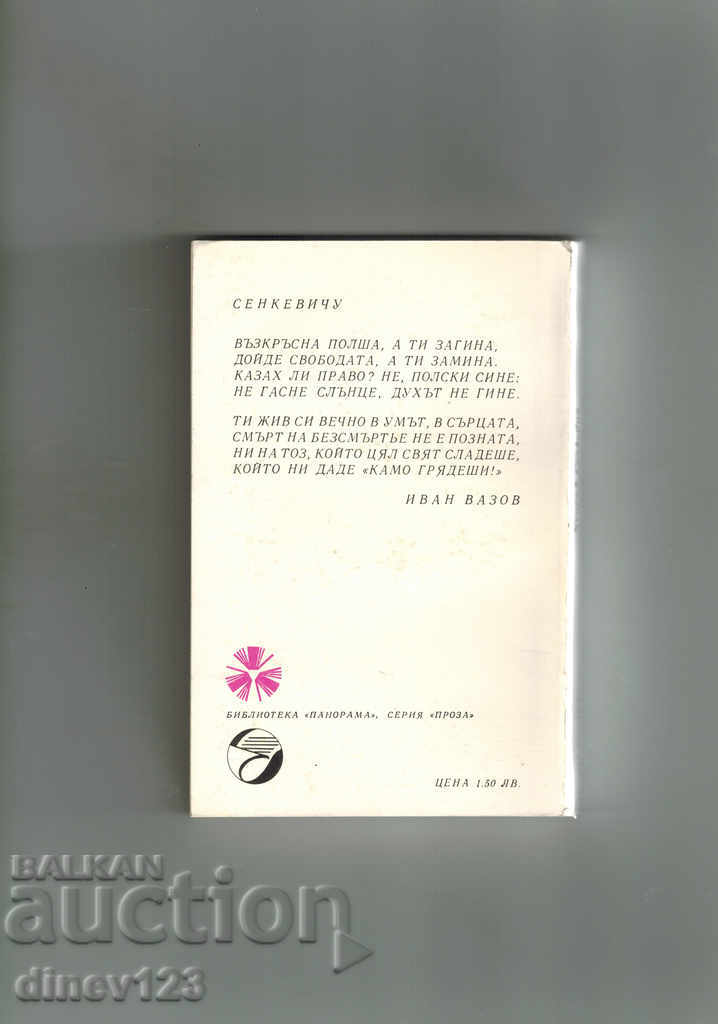 СЕНКЕВИЧУ
ВЪЗКРЪСНА ПОЛША, А ТИ ЗАГИНА,
ДОЙДЕ СВОБОДАТА, А ТИ ЗАМИНА.
КАЗАХ ЛИ ПРАВО? НЕ, ПОЛСКИ СИНЕ:
НЕ ГАСНЕ СЛЪНЦЕ, ДУХЪТ НЕ ГИНЕ.
ТИ ЖИВ СИ ВЕЧНО В УМЪТ, В СЪРЦАТА,
СМЪРТ НА БЕЗСМЪРТЬЕ НЕ Е ПОЗНАТА,
НИ НА ТОЗ, КОЙТО ЦЯЛ СВЯТ СЛАДЕШЕ,
КОЙТО НИ ДАДЕ «КАМО ГРЯДЕШИ!»
ИВАН ВАЗОВ
БИБЛИОТЕКА «ПАНОРАМА», СЕРИЯ «ПРОЗА»
ЦЕНА 1.50 ЛВ.
BALKAN
auction
dinev123